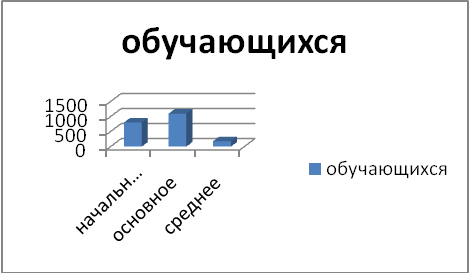 обучающихся
1500
1000
500
0
начальн...
основное
среднее
обучающихся